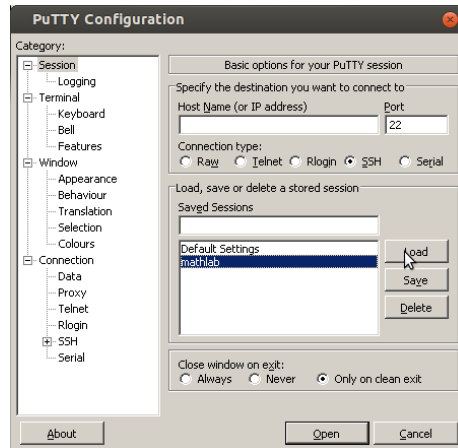 PuTTY Configuration
Category:
Session
Logging
Terminal
Keyboard
Bell
Features
Window
Appearance
Behaviour
Translation
Selection
Colours
Connection
Data
Proxy
Telnet
Rlogin
SSH
Serial
Basic options for your PuTTY session
Specify the destination you want to connect to
Host Name (or IP address) Port
22
Connection type:
Raw Telnet Rlogin SSH Serial
Load, save or delete a stored session
Saved Sessions
Default Settings
mathlab
Load
Save
Delete
Close window on exit:
Always Never Only on clean exit
About Open Cancel